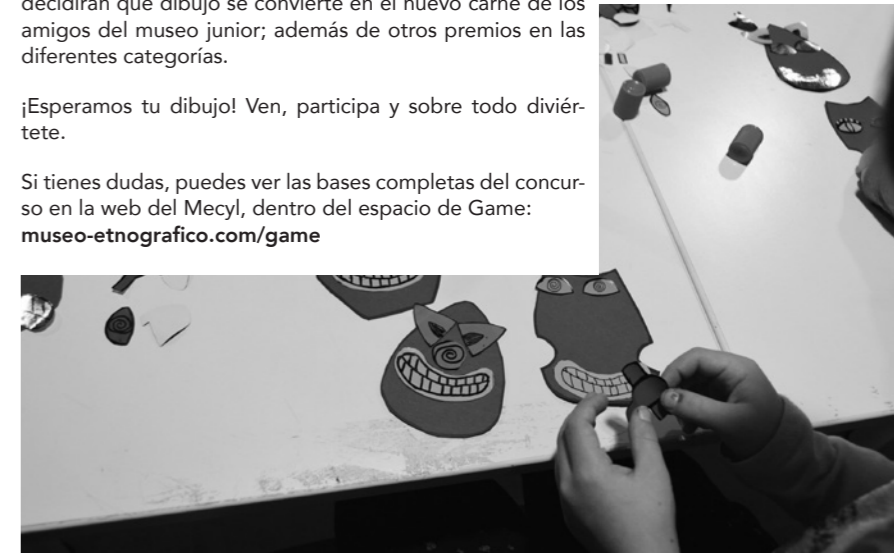 decidirán qué dibujo se convierte en el nuevo carné de los
amigos del museo junior; además de otros premios en las
diferentes categorías.
¡Esperamos tu dibujo! Ven, participa y sobre todo diviér-
tete.
Si tienes dudas, puedes ver las bases completas del concur-
so en la web del Mecyl, dentro del espacio de Game:
museo-etnografico.com/game